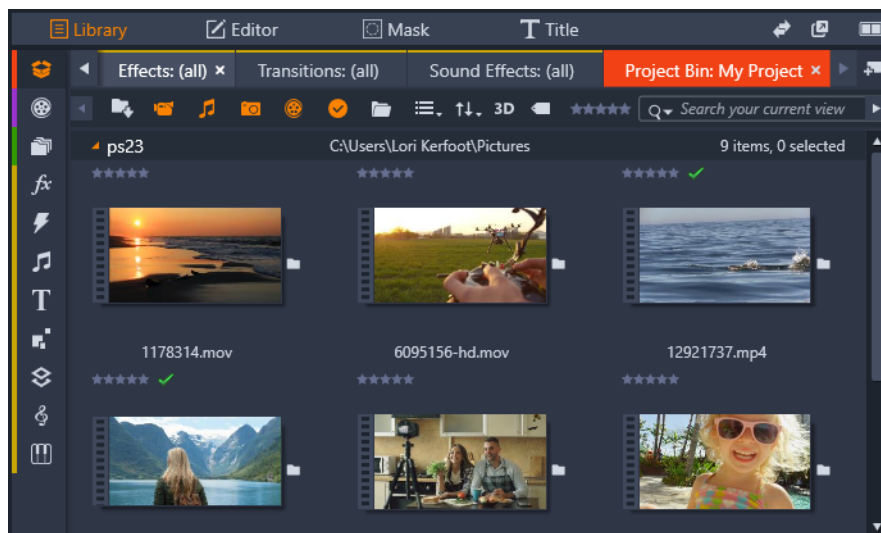 Library Editor Mask Title
Effects: (all) × Transitions: (all) Sound Effects: (all) Project Bin: My Project ×
3D Search your current view
fx
ps23 C:\Users\Lori Kerfoot\Pictures 9 items, 0 selected
T
1178314.mov 6095156-hd.mov 12921737.mp4